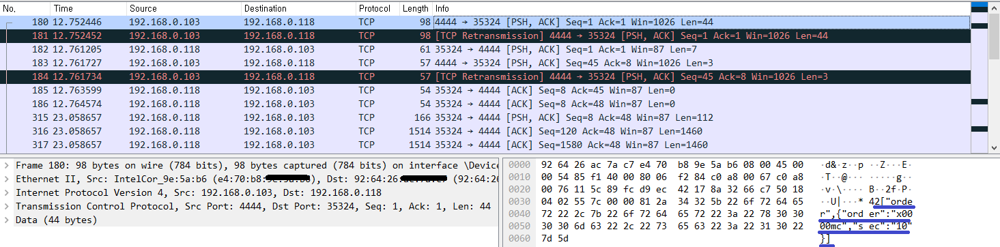 No. Time Source Destination Protocol Length Info
180 12.752446 192.168.0.103 192.168.0.118 TCP 98 4444 → 35324 [PSH, ACK] Seq=1 Ack=1 Win=1026 Len=44
181 12.752452 192.168.0.103 192.168.0.118 TCP 98 [TCP Retransmission] 4444 → 35324 [PSH, ACK] Seq=1 Ack=1 Win=1026 Len=44
182 12.761205 192.168.0.118 192.168.0.103 TCP 61 35324 → 4444 [PSH, ACK] Seq=1 Ack=1 Win=87 Len=7
183 12.761727 192.168.0.103 192.168.0.118 TCP 57 4444 → 35324 [PSH, ACK] Seq=45 Ack=8 Win=1026 Len=3
184 12.761734 192.168.0.103 192.168.0.118 TCP 57 [TCP Retransmission] 4444 → 35324 [PSH, ACK] Seq=45 Ack=8 Win=1026 Len=3
185 12.763599 192.168.0.118 192.168.0.103 TCP 54 35324 → 4444 [ACK] Seq=8 Ack=45 Win=87 Len=0
186 12.764574 192.168.0.118 192.168.0.103 TCP 54 35324 → 4444 [ACK] Seq=8 Ack=48 Win=87 Len=0
315 23.058657 192.168.0.118 192.168.0.103 TCP 166 35324 → 4444 [PSH, ACK] Seq=8 Ack=48 Win=87 Len=112
316 23.058657 192.168.0.118 192.168.0.103 TCP 1514 35324 → 4444 [ACK] Seq=120 Ack=48 Win=87 Len=1460
317 23.058657 192.168.0.118 192.168.0.103 TCP 1514 35324 → 4444 [ACK] Seq=1580 Ack=48 Win=87 Len=1460
Frame 180: 98 bytes on wire (784 bits), 98 bytes captured (784 bits) on interface \Device
Ethernet II, Src: IntelCor_9e:5a:b6 (e4:70:b8: Dst: 92:64:26: (92:64:26
Internet Protocol Version 4, Src: 192.168.0.103, Dst: 192.168.0.118
Transmission Control Protocol, Src Port: 4444, Dst Port: 35324, Seq: 1, Ack: 1, Len: 44
Data (44 bytes)
0000 92 64 26 ac 7a c7 e4 70 b8 9e 5a b6 08 00 45 00 ·d&·z··p ··Z···E·
0010 00 54 85 f1 40 00 80 06 f2 84 c0 a8 00 67 c0 a8 ·T··@··· ·····g··
0020 00 76 11 5c 89 fc d9 ec 42 17 8a 32 66 c7 50 18 ·v·\···· B··2f·P·
0030 04 02 55 7c 00 00 81 2a 34 32 5b 22 6f 72 64 65 ··U|···* 42["orde
0040 72 22 2c 7b 22 6f 72 64 65 72 22 3a 22 78 30 30 r",{"ord er":"x00
0050 30 30 6d 63 22 2c 22 73 65 63 22 3a 22 31 30 22 00mc","s ec":"10"
0060 7d 5d }]